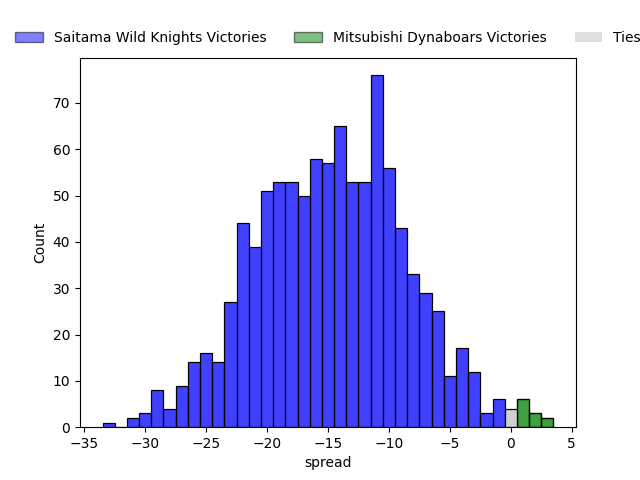 Saitama Wild Knights Victories Mitsubishi Dynaboars Victories Ties
70
60
50
40
30
20
10
0
Count
−35 −30 −25 −20 −15 −10 −5 0 5
spread